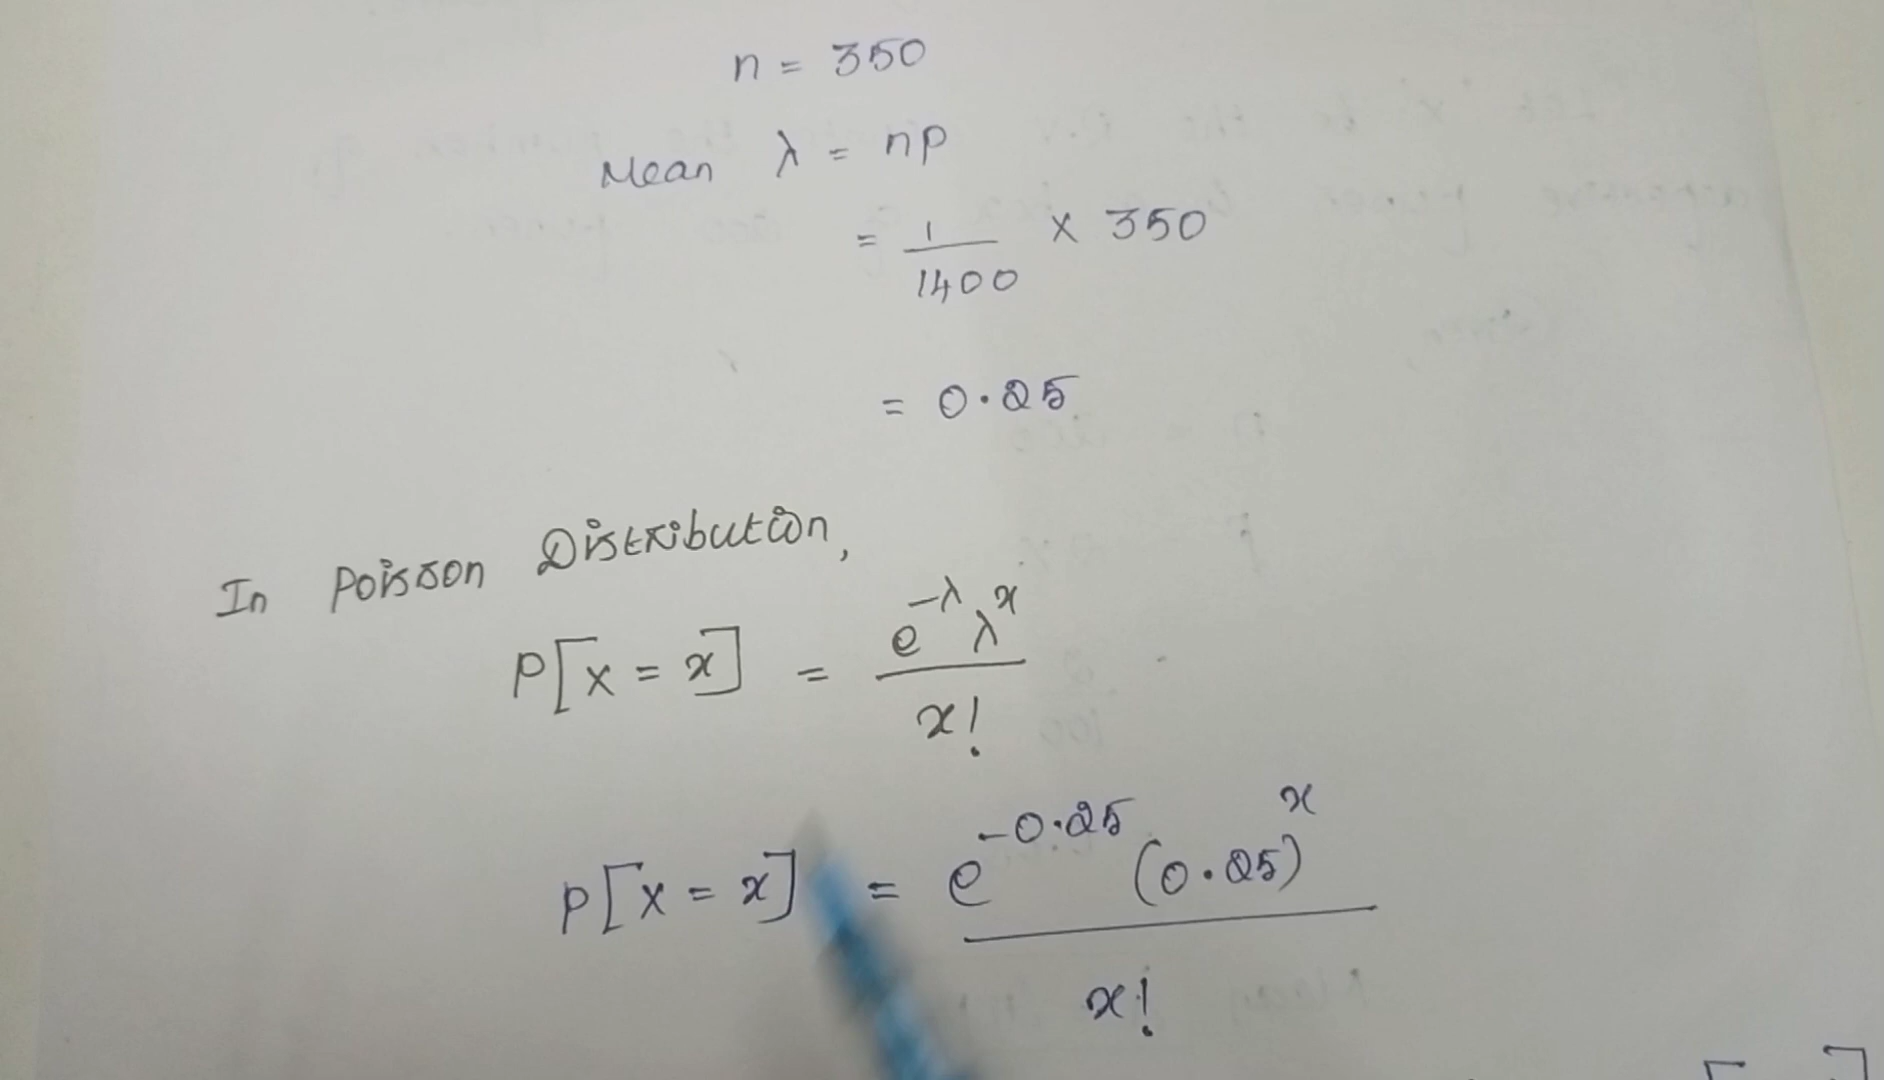 n = 350
Mean λ = np
= 1/1400 × 350
= 0.25
In Poisson Distribution,
P[X = x] = e^-λ λ^x / x!
P[X = x] = e^-0.25 (0.25)^x / x!